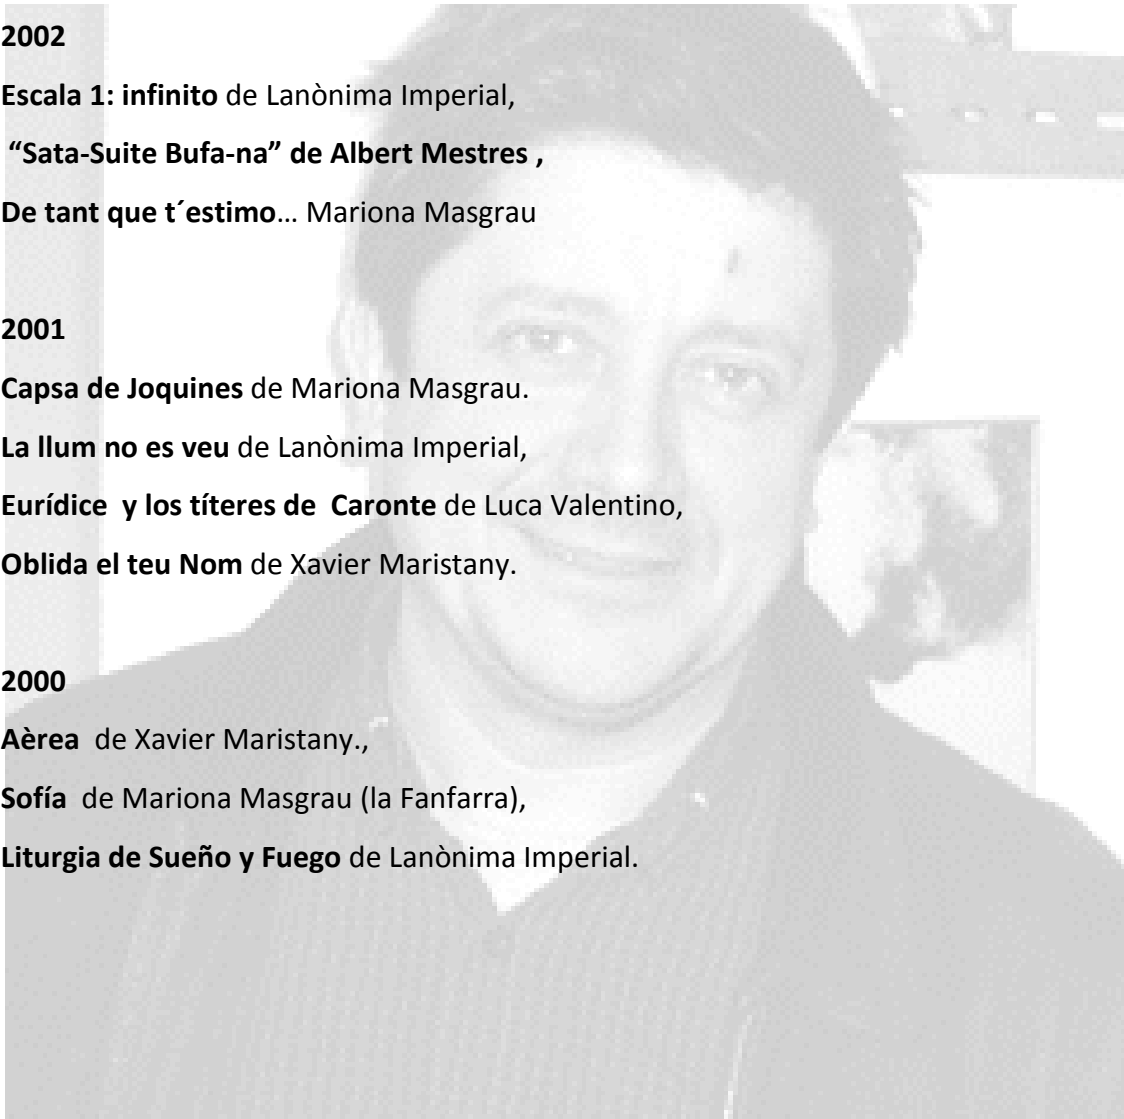 2002
Escala 1: infinito de Lanònima Imperial,
“Sata-Suite Bufa-na” de Albert Mestres ,
De tant que t´estimo… Mariona Masgrau
2001
Capsa de Joquines de Mariona Masgrau.
La llum no es veu de Lanònima Imperial,
Eurídice  y los títeres de  Caronte de Luca Valentino,
Oblida el teu Nom de Xavier Maristany.
2000
Aèrea  de Xavier Maristany.,
Sofía  de Mariona Masgrau (la Fanfarra),
Liturgia de Sueño y Fuego de Lanònima Imperial.